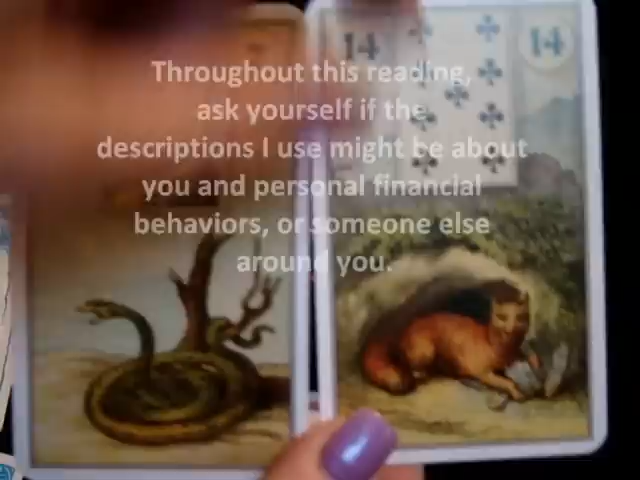 14
14
Throughout this reading,
ask yourself if the
descriptions I use might be about
you and personal financial
behaviors, or someone else
around you.